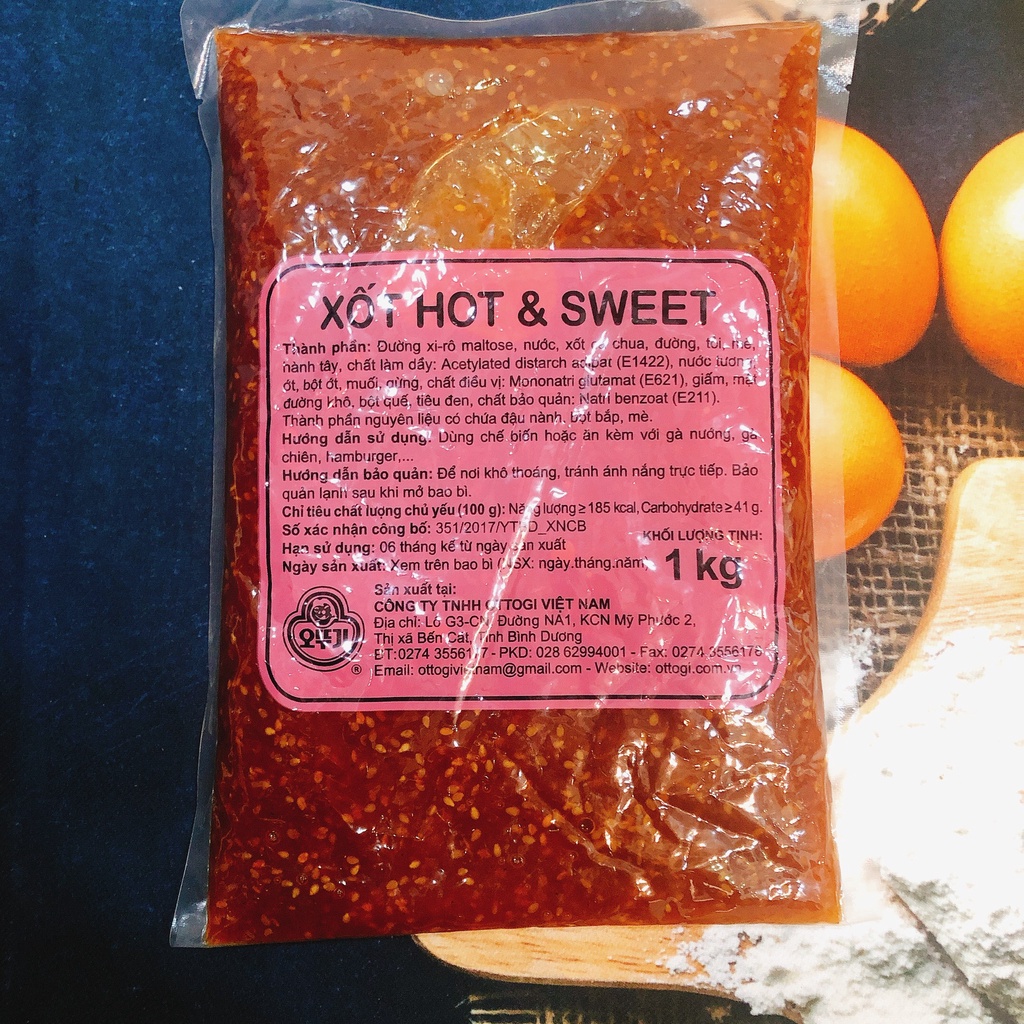 XỐT HOT & SWEET
Thành phần: Đường xi-rô maltose, nước, xốt cà chua, đường, tỏi, mè,
hành tây, chất làm dầy: Acetylated distarch adipat (E1422), nước tương,
ớt, bột ớt, muối, gừng, chất điều vị: Mononatri glutamat (E621), giấm, mật
đường khô, bột quế, tiêu đen, chất bảo quản: Natri benzoat (E211).
Thành phần nguyên liệu có chứa đậu nành, bột bắp, mè.
Hướng dẫn sử dụng: Dùng chế biến hoặc ăn kèm với gà nướng, gà
chiên, hamburger,...
Hướng dẫn bảo quản: Để nơi khô thoáng, tránh ánh nắng trực tiếp. Bảo
quản lạnh sau khi mở bao bì.
Chỉ tiêu chất lượng chủ yếu (100 g): Năng lượng ≥ 185 kcal, Carbohydrate ≥ 41 g.
Số xác nhận công bố: 351/2017/YTBD_XNCB
KHỐI LƯỢNG TỊNH:
Hạn sử dụng: 06 tháng kể từ ngày sản xuất
Ngày sản xuất: Xem trên bao bì (NSX: ngày.tháng.năm)
1 kg
Sản xuất tại:
CÔNG TY TNHH OTTOGI VIỆT NAM
Địa chỉ: Lô G3-CN, Đường NA1, KCN Mỹ Phước 2,
Thị xã Bến Cát, Tỉnh Bình Dương
ĐT:0274 - PKD: 028 62994001 - Fax: 0274 3556176
Email: ottogivietnam@gmail.com - Website: ottogi.com.vn
오뚜기
®